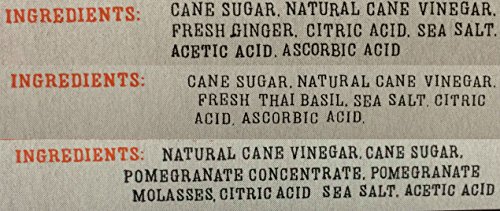 INGREDIENTS: CANE SUGAR, NATURAL CANE VINEGAR,
FRESH GINGER, CITRIC ACID, SEA SALT,
ACETIC ACID, ASCORBIC ACID
INGREDIENTS: CANE SUGAR, NATURAL CANE VINEGAR,
FRESH THAI BASIL, SEA SALT, CITRIC
ACID, ASCORBIC ACID,
INGREDIENTS: NATURAL CANE VINEGAR, CANE SUGAR,
POMEGRANATE CONCENTRATE, POMEGRANATE
MOLASSES, CITRIC ACID SEA SALT, ACETIC ACID